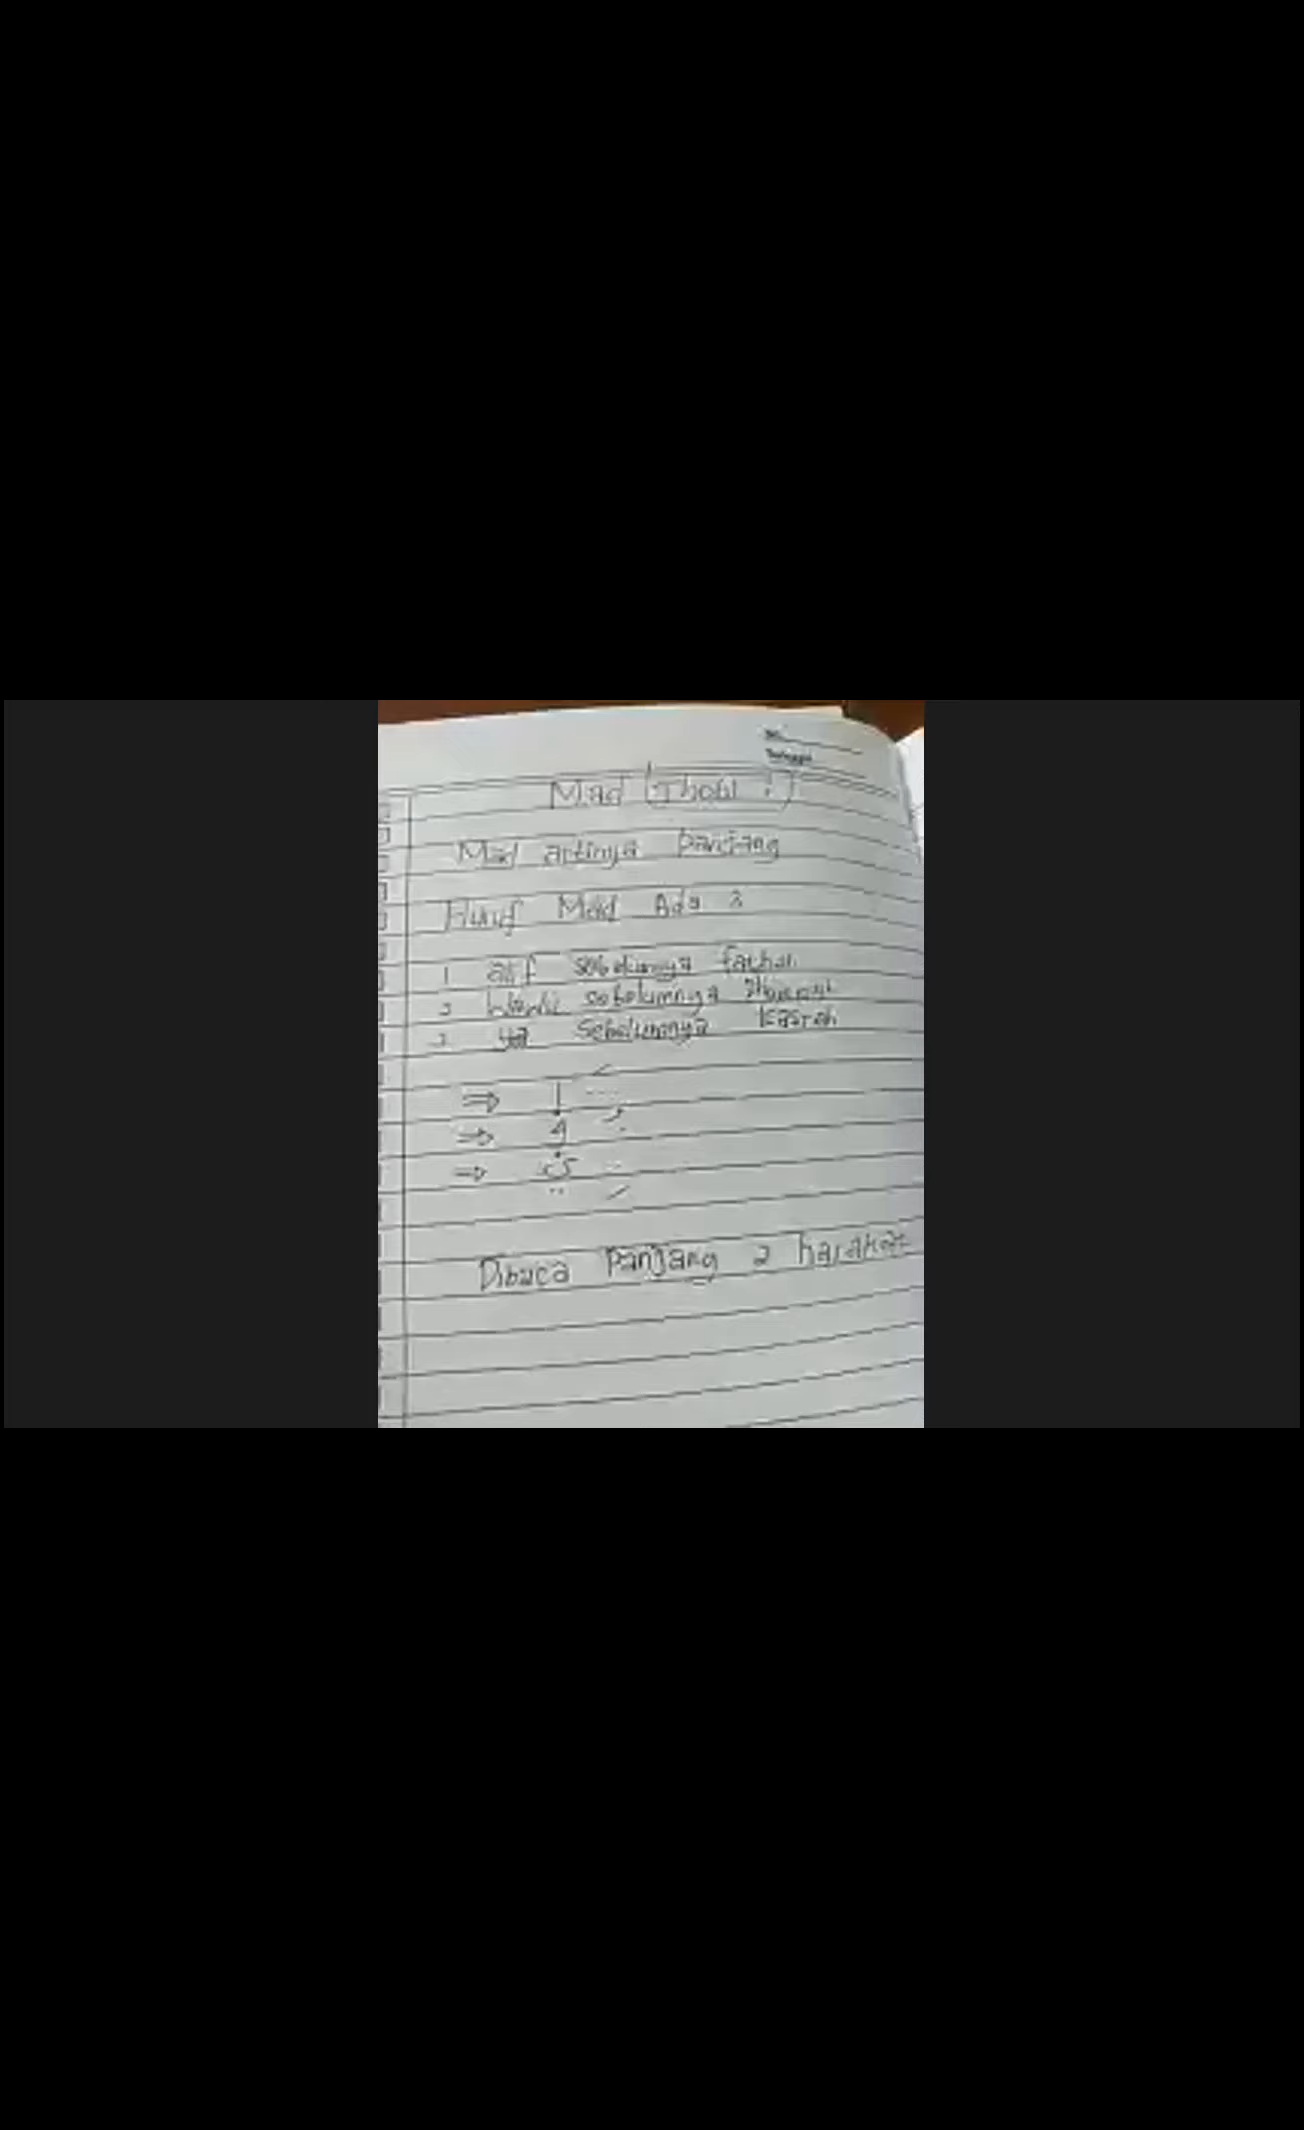 Mad (Thobi'i)
Mad artinya panjang
Huruf Mad Ada 3
1 alif sebelumnya fathah
2 wawu sebelumnya
3 ya sebelumnya kasrah
⇒ ا
⇒ و
⇒ ي
Dibaca Panjang 2 harakat